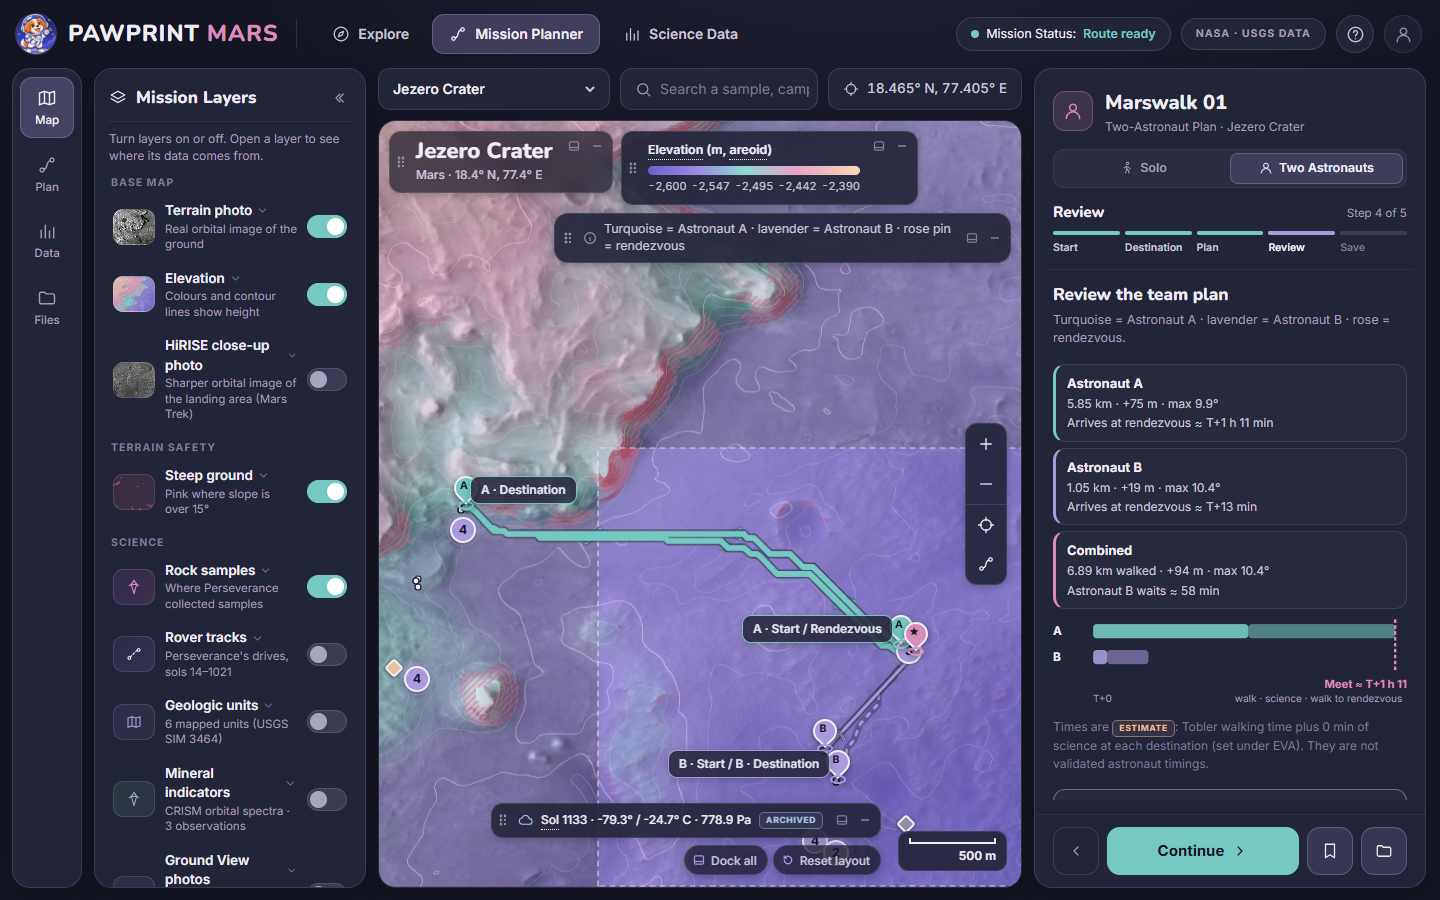 PAWPRINT MARS
Explore
Mission Planner
Science Data
Mission Status: Route ready
NASA · USGS DATA
Map
Plan
Data
Files
Mission Layers
Turn layers on or off. Open a layer to see
where its data comes from.
BASE MAP
Terrain photo
Real orbital image of the
ground
Elevation
Colours and contour
lines show height
HiRISE close-up
photo
Sharper orbital image of
the landing area (Mars
Trek)
TERRAIN SAFETY
Steep ground
Pink where slope is
over 15°
SCIENCE
Rock samples
Where Perseverance
collected samples
Rover tracks
Perseverance's drives,
sols 14–1021
Geologic units
6 mapped units (USGS
SIM 3464)
Mineral
indicators
CRISM orbital spectra ·
3 observations
Ground View
photos
Jezero Crater
Search a sample, camp
18.465° N, 77.405° E
Jezero Crater
Mars · 18.4° N, 77.4° E
Elevation (m, areoid)
-2,600 -2,547 -2,495 -2,442 -2,390
Turquoise = Astronaut A · lavender = Astronaut B · rose pin
= rendezvous
A
A · Destination
4
A · Start / Rendezvous
A
4
B
B · Start / B · Destination
B
Sol 1133 · -79.3° / -24.7° C · 778.9 Pa
ARCHIVED
4
2
Dock all
Reset layout
500 m
Marswalk 01
Two-Astronaut Plan · Jezero Crater
Solo
Two Astronauts
Review
Step 4 of 5
Start
Destination
Plan
Review
Save
Review the team plan
Turquoise = Astronaut A · lavender = Astronaut B · rose =
rendezvous.
Astronaut A
5.85 km · +75 m · max 9.9°
Arrives at rendezvous ≈ T+1 h 11 min
Astronaut B
1.05 km · +19 m · max 10.4°
Arrives at rendezvous ≈ T+13 min
Combined
6.89 km walked · +94 m · max 10.4°
Astronaut B waits ≈ 58 min
A
B
Meet ≈ T+1 h 11
T+0
walk · science · walk to rendezvous
Times are ESTIMATE: Tobler walking time plus 0 min of
science at each destination (set under EVA). They are not
validated astronaut timings.
Continue